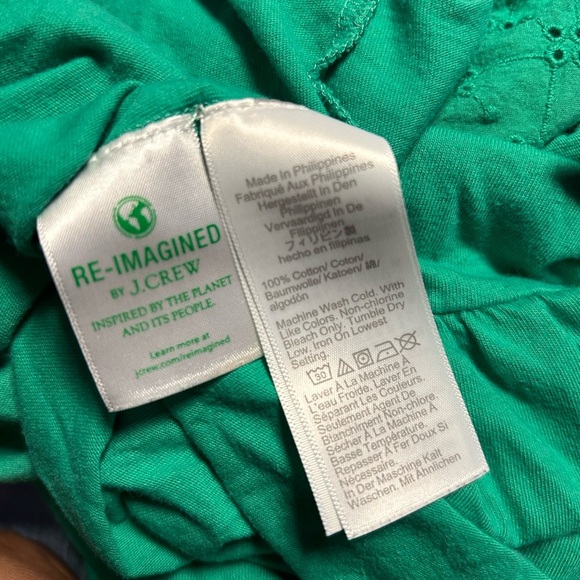 RE-IMAGINED
BY J.CREW
INSPIRED BY THE PLANET
AND ITS PEOPLE.
Learn more at
jcrew.com/reimagined
Made In Philippines
Fabriqué Aux Philippines
Hergestellt In Den
Philippinen
Vervaardigd In De
Filippijnen
フィリピン製
hecho en filipinas
100% Cotton/ Coton/
Baumwolle/ Katoen/ 綿/
algodón
Machine Wash Cold. With
Like Colors. Non-chlorine
Bleach Only. Tumble Dry
Low. Iron On Lowest
Setting.
30
Laver À La Machine À
L'eau Froide, Laver En
Séparant Les Couleurs.
Seulement Agent De
Blanchiment Non-chlore.
Sécher À La Machine À
Basse Température.
Repasser À Fer Doux Si
Nécessaire.
In Der Maschine Kalt
Waschen, Mit Ähnlichen